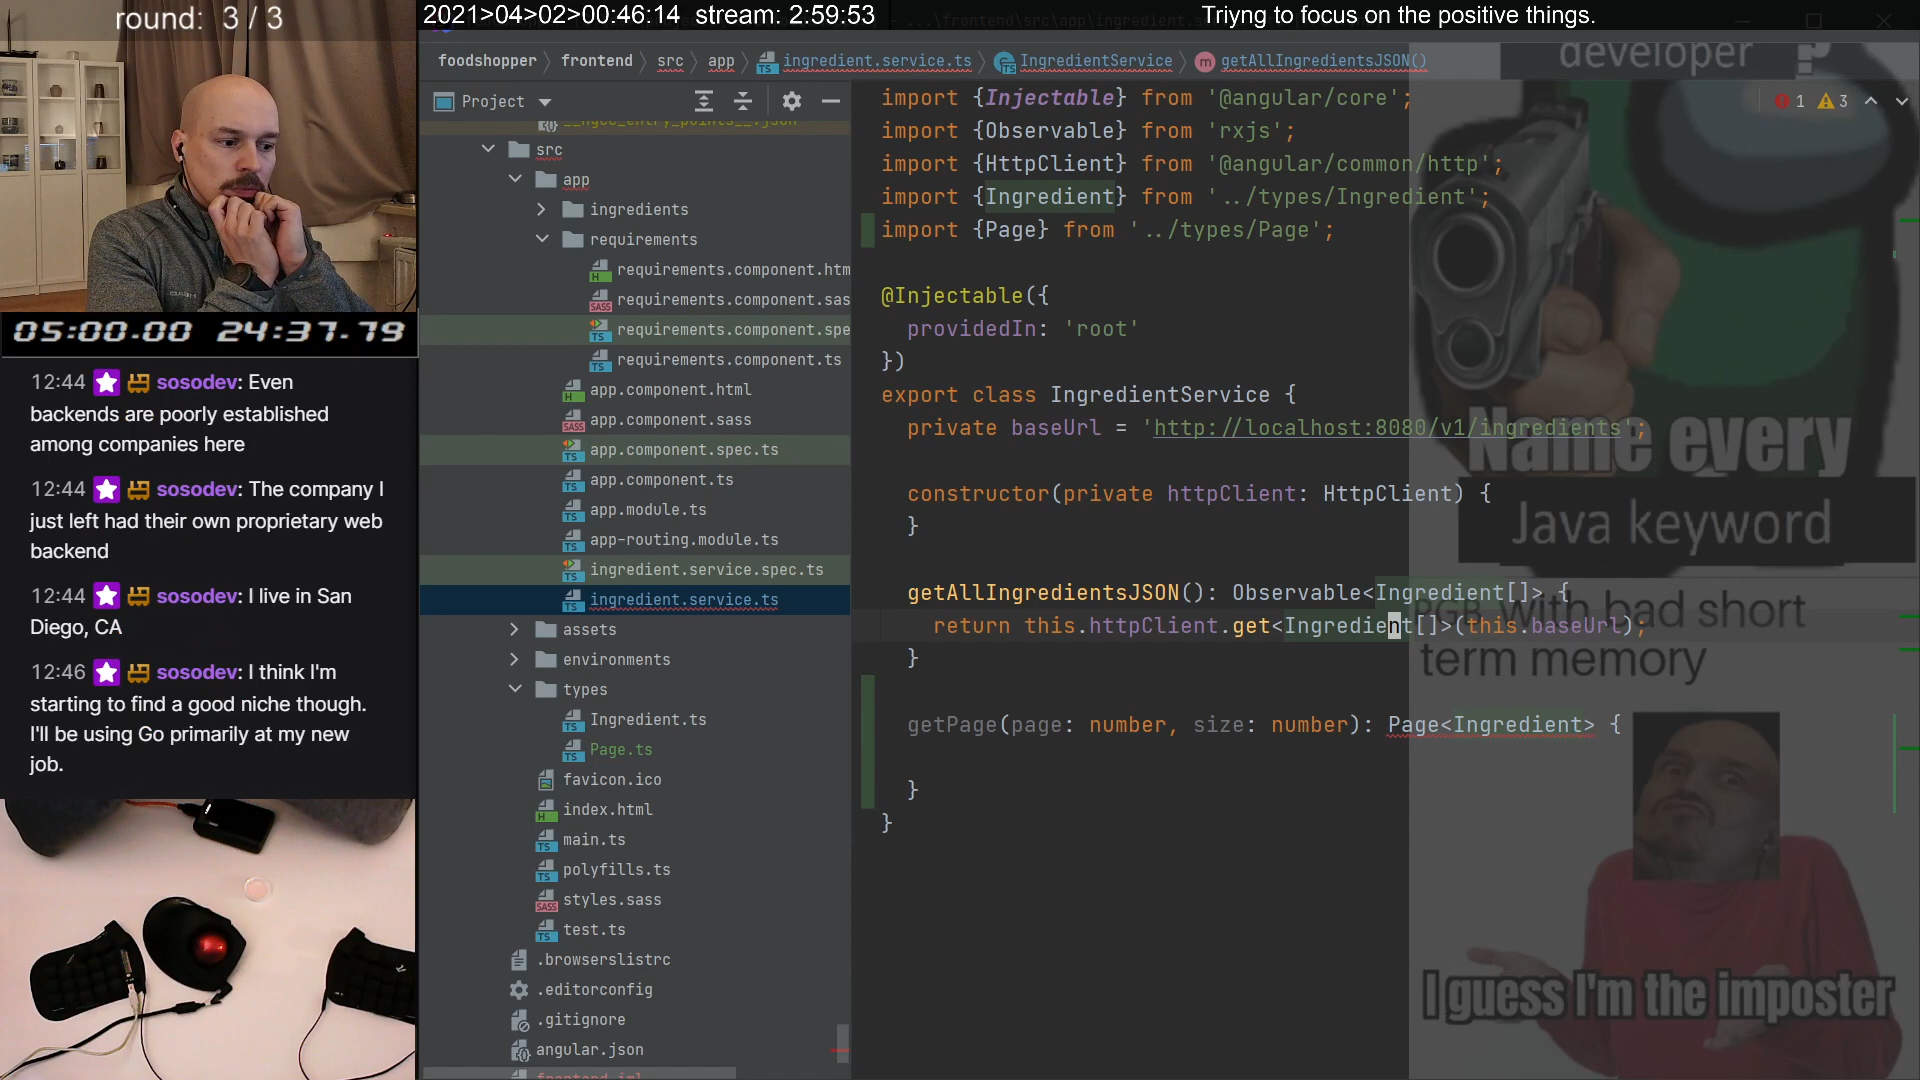 round: 3 / 3
2021>04>02>00:46:14 stream: 2:59:53
Triyng to focus on the positive things.
foodshopper
frontend
src
app
ingredient.service.ts
IngredientService
getAllIngredientsJSON()
Project
src
app
ingredients
requirements
requirements.component.htm
requirements.component.sas
requirements.component.spe
requirements.component.ts
app.component.html
app.component.sass
app.component.spec.ts
app.component.ts
app.module.ts
app-routing.module.ts
ingredient.service.spec.ts
ingredient.service.ts
assets
environments
types
Ingredient.ts
Page.ts
favicon.ico
index.html
main.ts
polyfills.ts
styles.sass
test.ts
.browserslistrc
.editorconfig
.gitignore
angular.json
import {Injectable} from '@angular/core';
import {Observable} from 'rxjs';
import {HttpClient} from '@angular/common/http';
import {Ingredient} from '../types/Ingredient';
import {Page} from '../types/Page';
@Injectable({
providedIn: 'root'
})
export class IngredientService {
private baseUrl = 'http://localhost:8080/v1/ingredients';
constructor(private httpClient: HttpClient) {
}
getAllIngredientsJSON(): Observable<Ingredient[]> {
return this.httpClient.get<Ingredient[]>(this.baseUrl);
}
getPage(page: number, size: number): Page<Ingredient> {
}
}
1 3
developer
?
Name every
Java keyword
RGB with bad short
term memory
I guess I'm the imposter
05:00.00 24:37.79
12:44 sosodev: Even
backends are poorly established
among companies here
12:44 sosodev: The company I
just left had their own proprietary web
backend
12:44 sosodev: I live in San
Diego, CA
12:46 sosodev: I think I'm
starting to find a good niche though.
I'll be using Go primarily at my new
job.